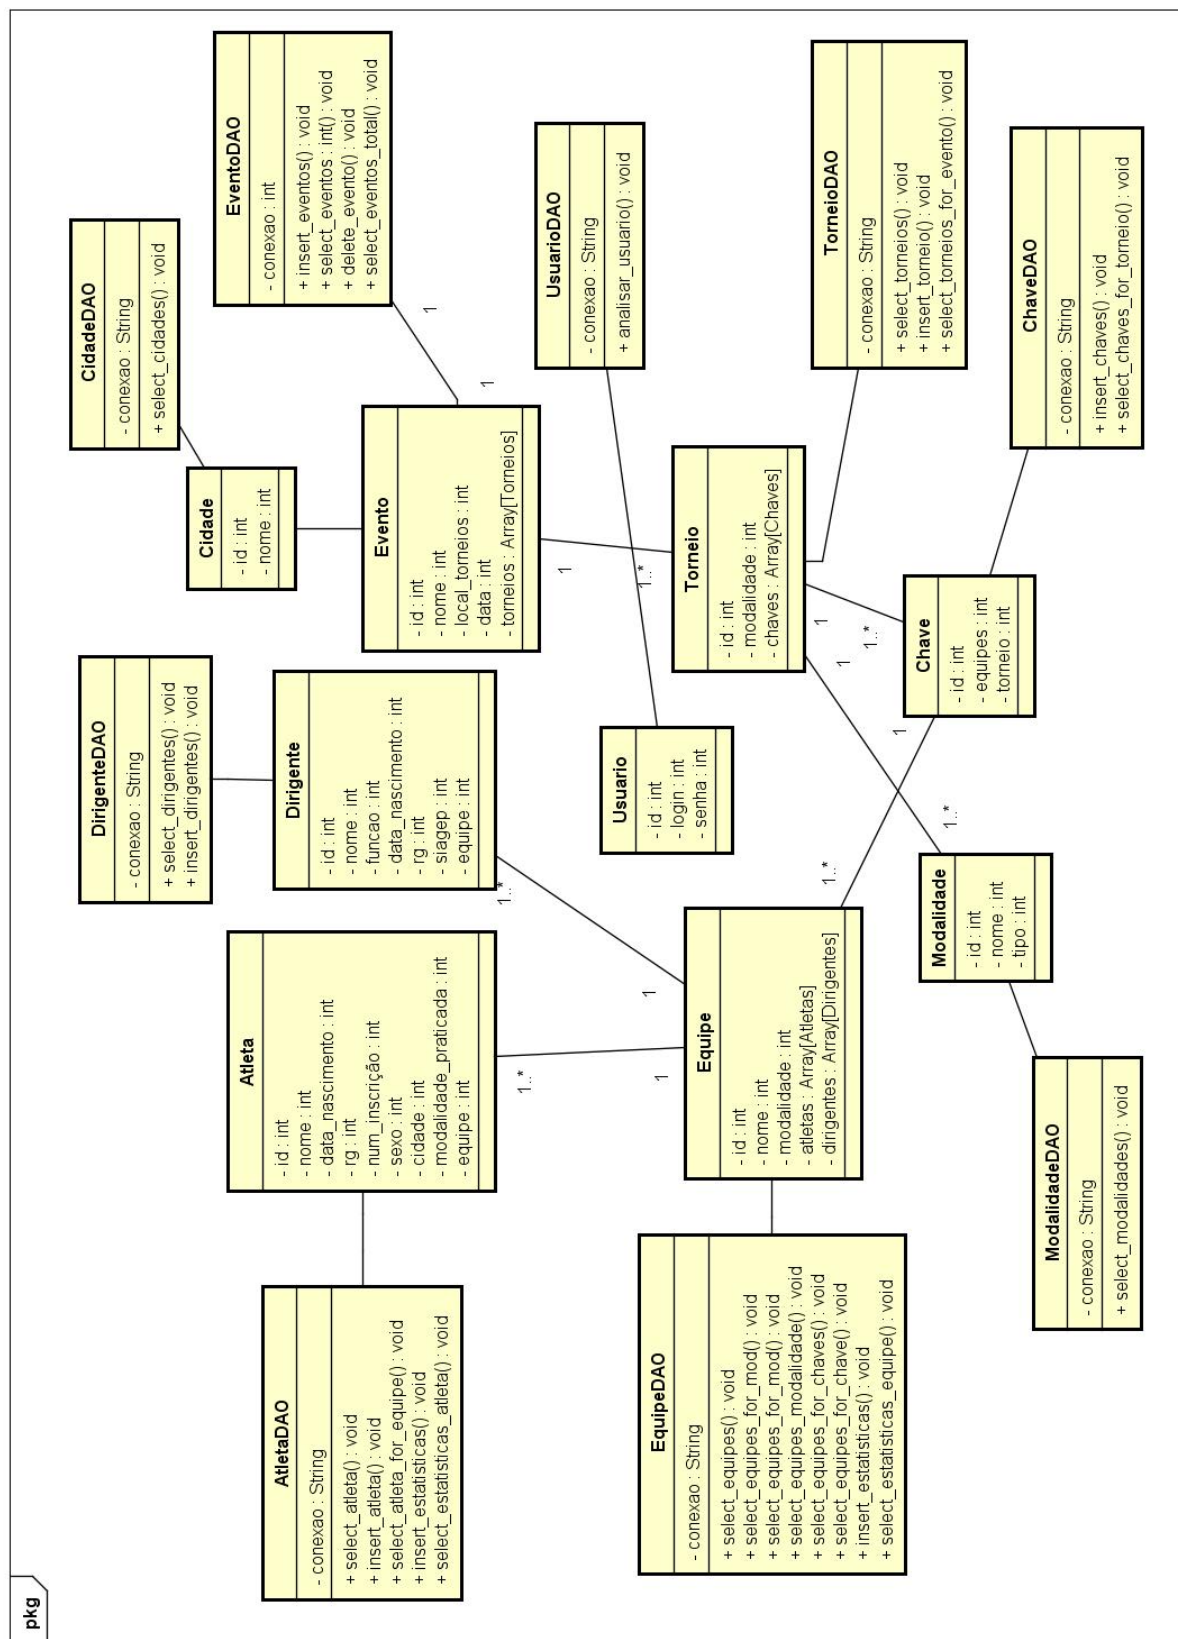 pkg
AtletaDAO
- conexao : String
+ select_atleta() : void
+ insert_atleta() : void
+ select_atleta_for_equipe() : void
+ insert_estatisticas() : void
+ select_estatisticas_atleta() : void
Atleta
- id : int
- nome : int
- data_nascimento : int
- rg : int
- num_inscrição : int
- sexo : int
- cidade : int
- modalidade_praticada : int
- equipe : int
DirigenteDAO
- conexao : String
+ select_dirigentes() : void
+ insert_dirigentes() : void
Dirigente
- id : int
- nome : int
- funcao : int
- data_nascimento : int
- rg : int
- siagep : int
- equipe : int
CidadeDAO
- conexao : String
+ select_cidades() : void
Cidade
- id : int
- nome : int
EventoDAO
- conexao : int
+ insert_eventos() : void
+ select_eventos : int() : void
+ delete_evento() : void
+ select_eventos_total() : void
1
1
Evento
- id : int
- nome : int
- local_torneios : int
- data : int
- torneios : Array[Torneios]
1
1..*
1..*
1..*
1
1
EquipeDAO
- conexao : String
+ select_equipes() : void
+ select_equipes_for_mod() : void
+ select_equipes_for_mod() : void
+ select_equipes_modalidade() : void
+ select_equipes_for_chaves() : void
+ select_equipes_for_chave() : void
+ insert_estatisticas() : void
+ select_estatisticas_equipe() : void
Equipe
- id : int
- nome : int
- modalidade : int
- atletas : Array[Atletas]
- dirigentes : Array[Dirigentes]
Usuario
- id : int
- login : int
- senha : int
UsuarioDAO
- conexao : String
+ analisar_usuario() : void
Torneio
- id : int
- modalidade : int
- chaves : Array[Chaves]
TorneioDAO
- conexao : String
+ select_torneios() : void
+ insert_torneio() : void
+ select_torneios_for_evento() : void
1..*
1
1
1..*
1..*
1
Chave
- id : int
- equipes : int
- torneio : int
ChaveDAO
- conexao : String
+ insert_chaves() : void
+ select_chaves_for_torneio() : void
Modalidade
- id : int
- nome : int
- tipo : int
ModalidadeDAO
- conexao : String
+ select_modalidades() : void